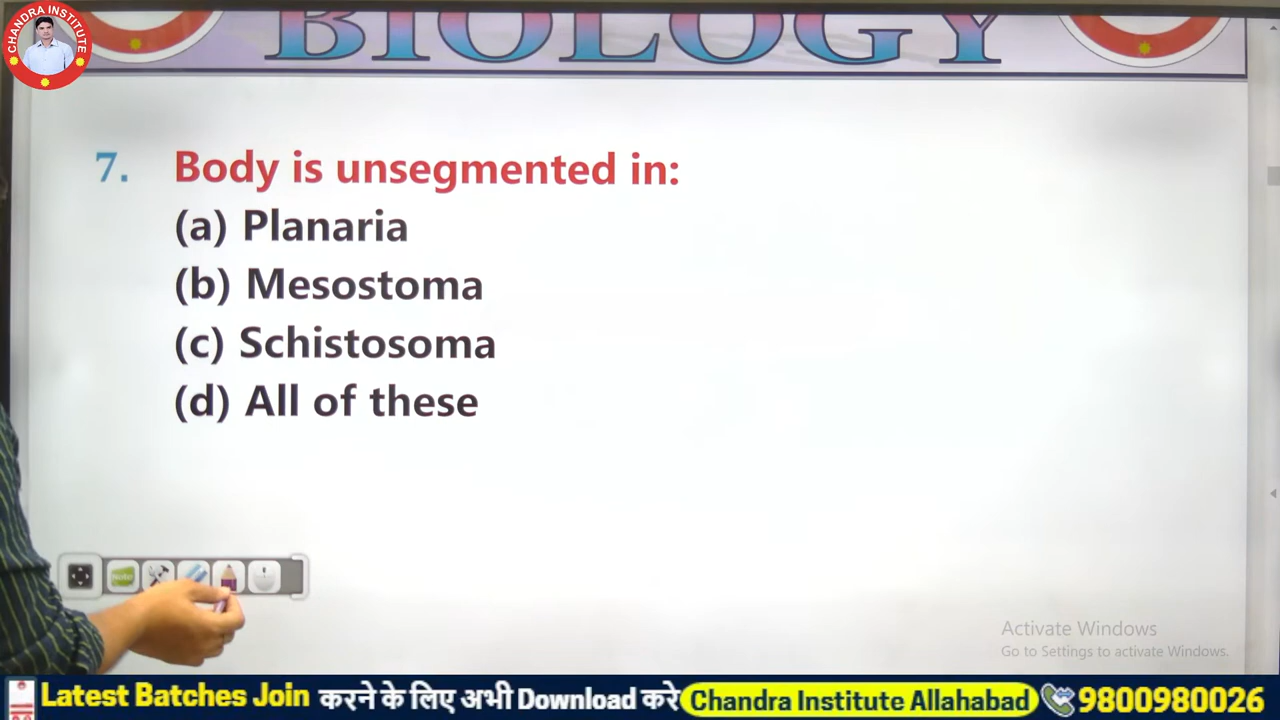 CHANDRA INSTITUTE
BIOLOGY
7. Body is unsegmented in:
(a) Planaria
(b) Mesostoma
(c) Schistosoma
(d) All of these
Note
Activate Windows
Go to Settings to activate Windows.
Latest Batches Join करने के लिए अभी Download करे Chandra Institute Allahabad 9800980026